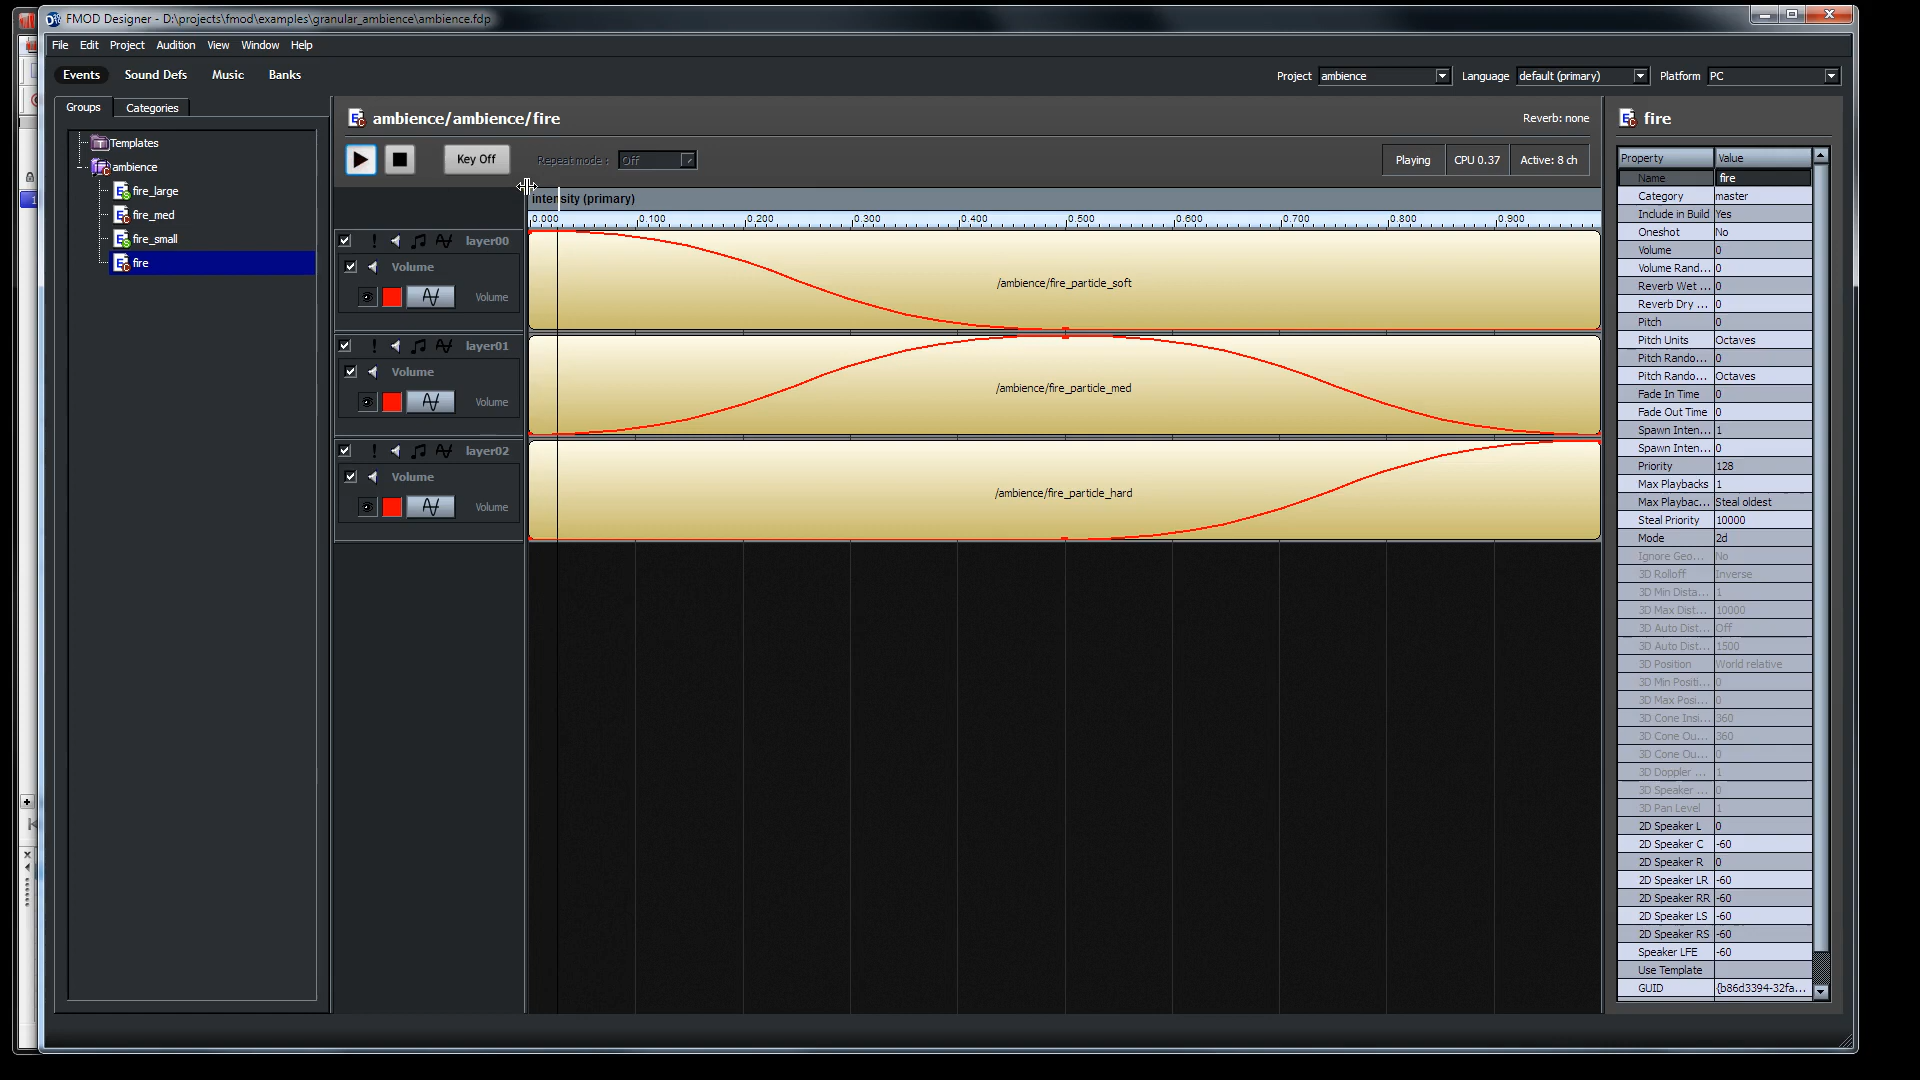 FMOD Designer - D:\projects\fmod\examples\granular_ambience\ambience.fdp
File Edit Project Audition View Window Help
Events Sound Defs Music Banks
Project ambience Language default (primary) Platform PC
Groups Categories
Templates
ambience
fire_large
fire_med
fire_small
fire
ambience/ambience/fire
Reverb: none
Key Off
Repeat mode : Off
Playing CPU 0.37 Active: 8 ch
intensity (primary)
0.000 0.100 0.200 0.300 0.400 0.500 0.600 0.700 0.800 0.900
layer00
Volume
Volume
/ambience/fire_particle_soft
layer01
Volume
Volume
/ambience/fire_particle_med
layer02
Volume
Volume
/ambience/fire_particle_hard
fire
Property Value
Name fire
Category master
Include in Build Yes
Oneshot No
Volume 0
Volume Rand... 0
Reverb Wet ... 0
Reverb Dry ... 0
Pitch 0
Pitch Units Octaves
Pitch Rando... 0
Pitch Rando... Octaves
Fade In Time 0
Fade Out Time 0
Spawn Inten... 1
Spawn Inten... 0
Priority 128
Max Playbacks 1
Max Playbac... Steal oldest
Steal Priority 10000
Mode 2d
Ignore Geo... No
3D Rolloff Inverse
3D Min Dista... 1
3D Max Dist... 10000
3D Auto Dist... Off
3D Auto Dist... 1500
3D Position World relative
3D Min Positi... 0
3D Max Posi... 0
3D Cone Insi... 360
3D Cone Ou... 360
3D Cone Ou... 0
3D Doppler ... 1
3D Speaker ... 0
3D Pan Level 1
2D Speaker L 0
2D Speaker C -60
2D Speaker R 0
2D Speaker LR -60
2D Speaker RR -60
2D Speaker LS -60
2D Speaker RS -60
Speaker LFE -60
Use Template
GUID {b86d3394-32fa...